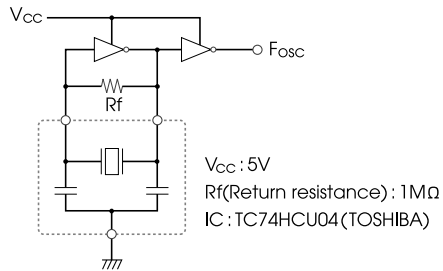 Vcc
Fosc
Rf
Vcc : 5V
Rf(Return resistance) : 1MΩ
IC : TC74HCU04(TOSHIBA)